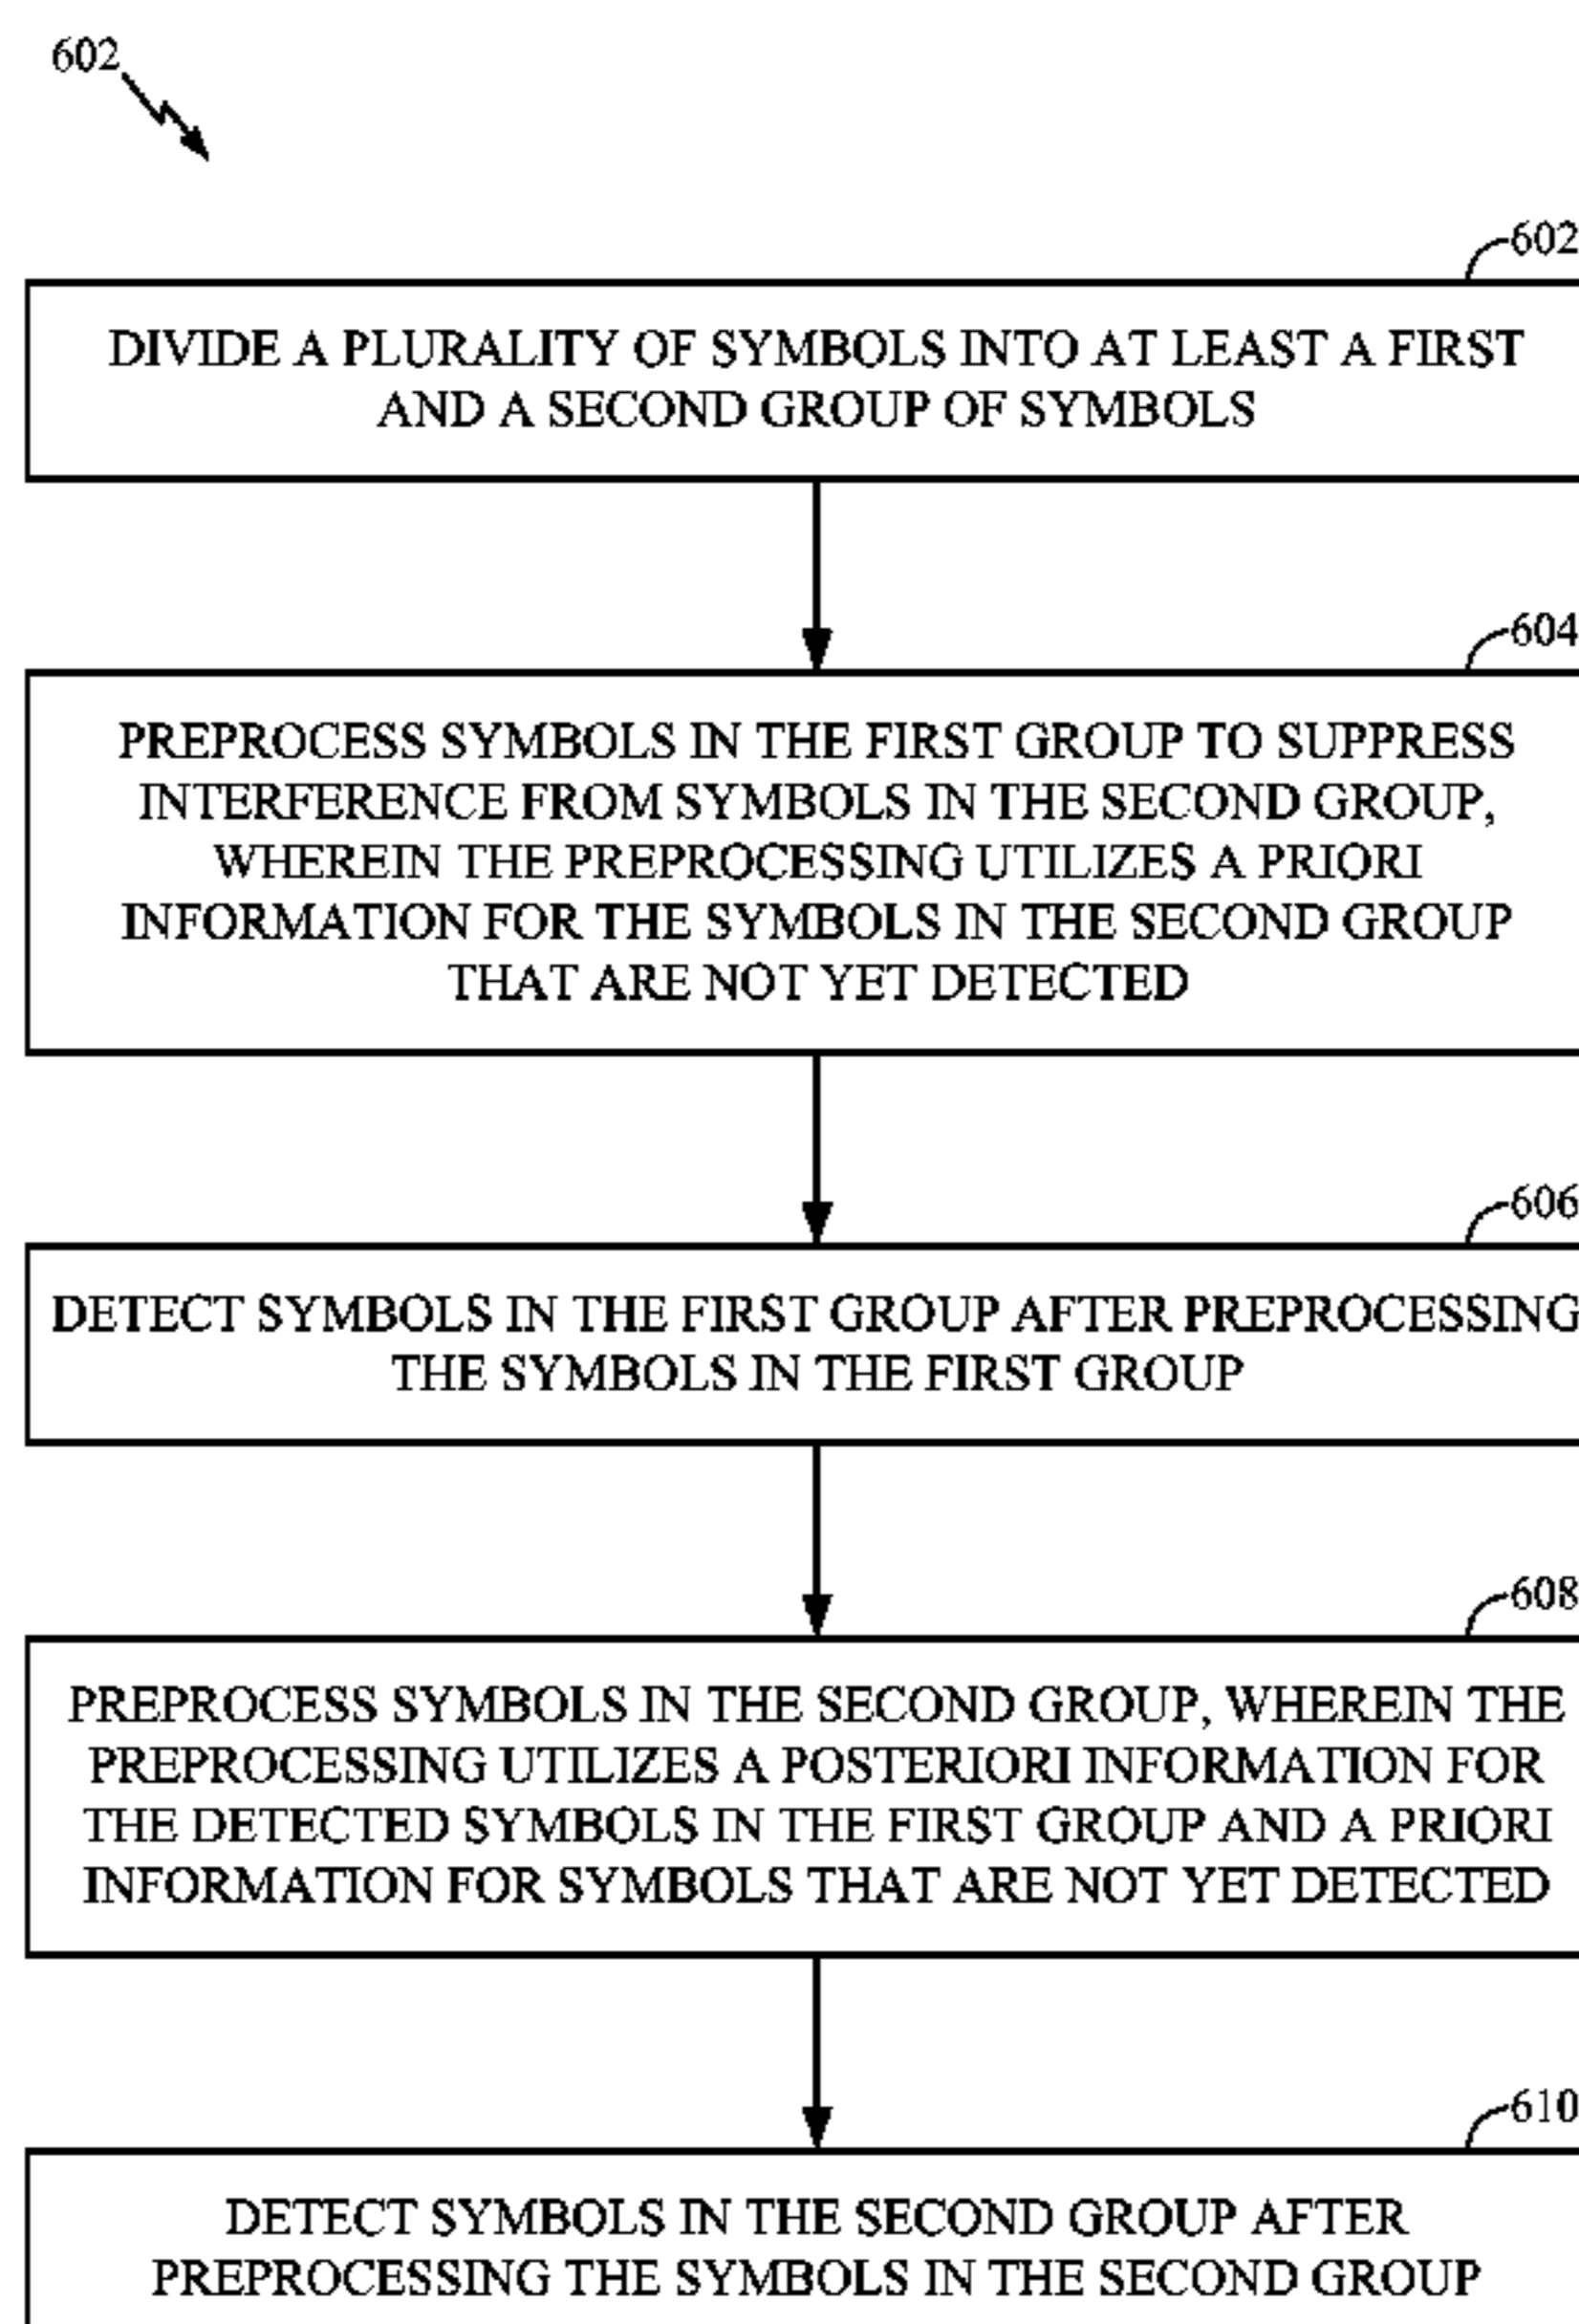 602
602
DIVIDE A PLURALITY OF SYMBOLS INTO AT LEAST A FIRST
AND A SECOND GROUP OF SYMBOLS
604
PREPROCESS SYMBOLS IN THE FIRST GROUP TO SUPPRESS
INTERFERENCE FROM SYMBOLS IN THE SECOND GROUP,
WHEREIN THE PREPROCESSING UTILIZES A PRIORI
INFORMATION FOR THE SYMBOLS IN THE SECOND GROUP
THAT ARE NOT YET DETECTED
606
DETECT SYMBOLS IN THE FIRST GROUP AFTER PREPROCESSING
THE SYMBOLS IN THE FIRST GROUP
608
PREPROCESS SYMBOLS IN THE SECOND GROUP, WHEREIN THE
PREPROCESSING UTILIZES A POSTERIORI INFORMATION FOR
THE DETECTED SYMBOLS IN THE FIRST GROUP AND A PRIORI
INFORMATION FOR SYMBOLS THAT ARE NOT YET DETECTED
610
DETECT SYMBOLS IN THE SECOND GROUP AFTER
PREPROCESSING THE SYMBOLS IN THE SECOND GROUP